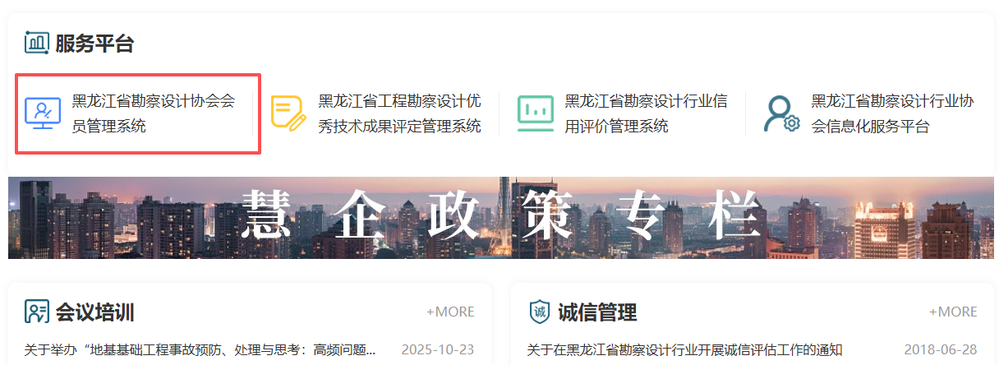 服务平台
黑龙江省勘察设计协会会
员管理系统
黑龙江省工程勘察设计优
秀技术成果评定管理系统
黑龙江省勘察设计行业信
用评价管理系统
黑龙江省勘察设计行业协
会信息化服务平台
慧企政策专栏
会议培训
+MORE
关于举办“地基基础工程事故预防、处理与思考：高频问题...
2025-10-23
诚
诚信管理
+MORE
关于在黑龙江省勘察设计行业开展诚信评估工作的通知
2018-06-28